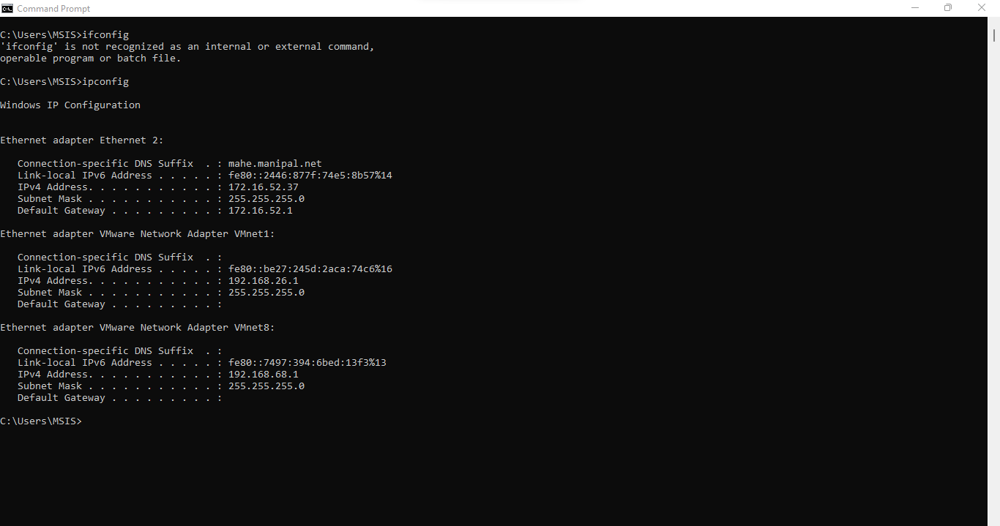 Command Prompt
C:\Users\MSIS>ifconfig
'ifconfig' is not recognized as an internal or external command,
operable program or batch file.
C:\Users\MSIS>ipconfig
Windows IP Configuration
Ethernet adapter Ethernet 2:
   Connection-specific DNS Suffix  . : mahe.manipal.net
   Link-local IPv6 Address . . . . . : fe80::2446:877f:74e5:8b57%14
   IPv4 Address. . . . . . . . . . . : 172.16.52.37
   Subnet Mask . . . . . . . . . . . : 255.255.255.0
   Default Gateway . . . . . . . . . : 172.16.52.1
Ethernet adapter VMware Network Adapter VMnet1:
   Connection-specific DNS Suffix  . :
   Link-local IPv6 Address . . . . . : fe80::be27:245d:2aca:74c6%16
   IPv4 Address. . . . . . . . . . . : 192.168.26.1
   Subnet Mask . . . . . . . . . . . : 255.255.255.0
   Default Gateway . . . . . . . . . :
Ethernet adapter VMware Network Adapter VMnet8:
   Connection-specific DNS Suffix  . :
   Link-local IPv6 Address . . . . . : fe80::7497:394:6bed:13f3%13
   IPv4 Address. . . . . . . . . . . : 192.168.68.1
   Subnet Mask . . . . . . . . . . . : 255.255.255.0
   Default Gateway . . . . . . . . . :
C:\Users\MSIS>